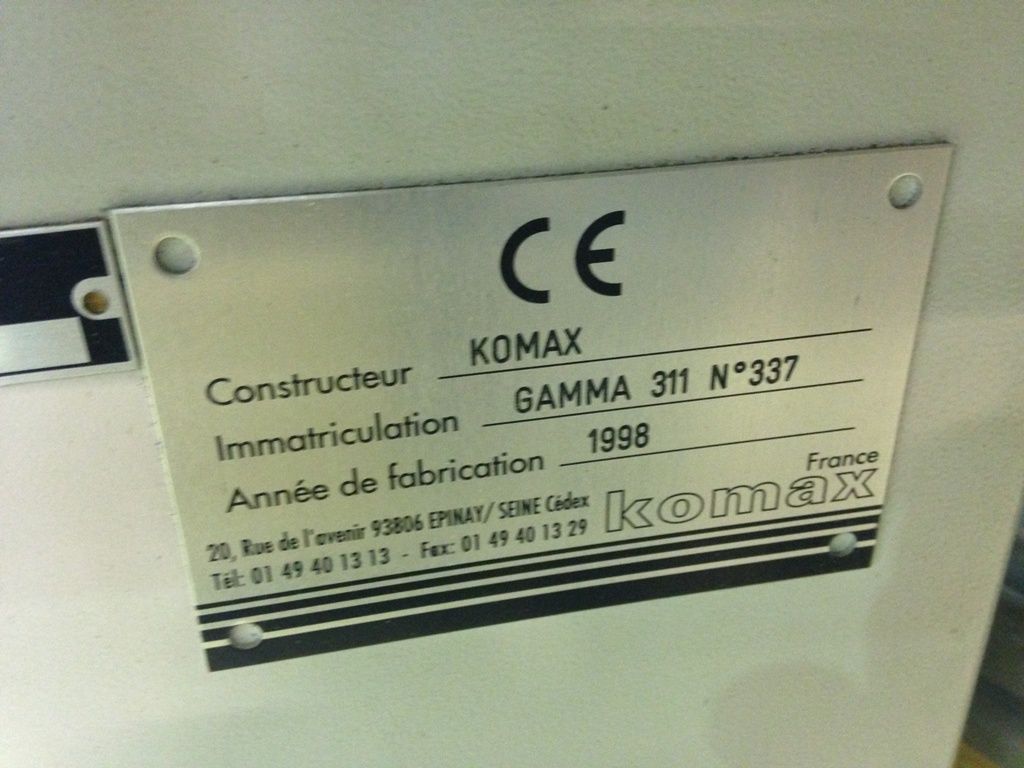 CE
Constructeur KOMAX
Immatriculation GAMMA 311 N°337
Année de fabrication 1998
France
komax
20, Rue de l'avenir 93806 EPINAY/SEINE Cédex
Tél: 01 49 40 13 13 - Fax: 01 49 40 13 29